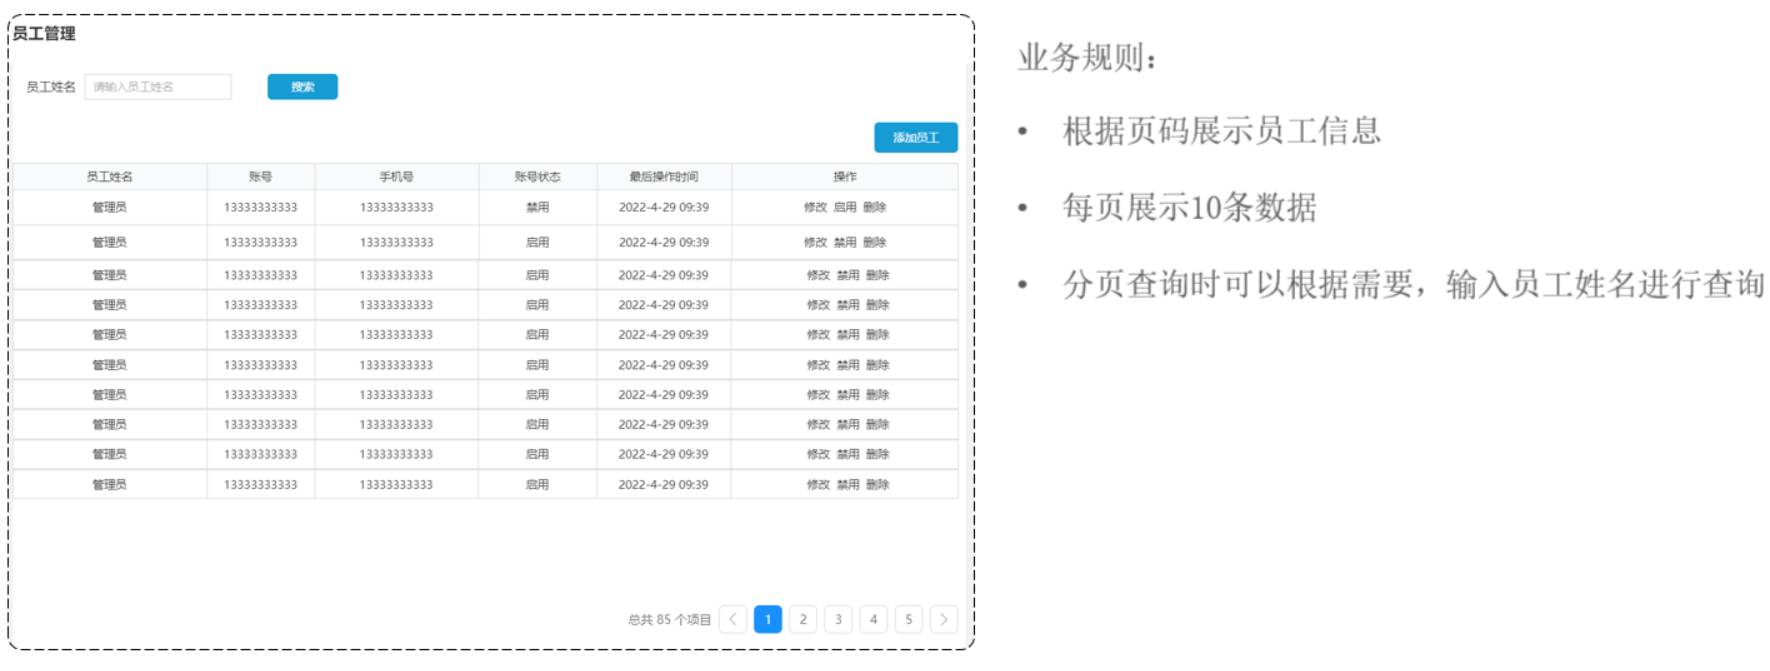 员工管理
员工姓名 请输入员工姓名 搜索
添加员工
员工姓名 账号 手机号 账号状态 最后操作时间 操作
管理员 13333333333 13333333333 禁用 2022-4-29 09:39 修改 启用 删除
管理员 13333333333 13333333333 启用 2022-4-29 09:39 修改 禁用 删除
管理员 13333333333 13333333333 启用 2022-4-29 09:39 修改 禁用 删除
管理员 13333333333 13333333333 启用 2022-4-29 09:39 修改 禁用 删除
管理员 13333333333 13333333333 启用 2022-4-29 09:39 修改 禁用 删除
管理员 13333333333 13333333333 启用 2022-4-29 09:39 修改 禁用 删除
管理员 13333333333 13333333333 启用 2022-4-29 09:39 修改 禁用 删除
管理员 13333333333 13333333333 启用 2022-4-29 09:39 修改 禁用 删除
管理员 13333333333 13333333333 启用 2022-4-29 09:39 修改 禁用 删除
管理员 13333333333 13333333333 启用 2022-4-29 09:39 修改 禁用 删除
总共 85 个项目 < 1 2 3 4 5 >
业务规则：
• 根据页码展示员工信息
• 每页展示10条数据
• 分页查询时可以根据需要，输入员工姓名进行查询